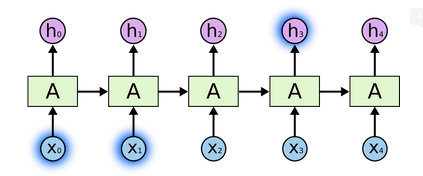 h₀ h₁ h₂ h₃ h₄
A A A A A
x₀ x₁ x₂ x₃ x₄